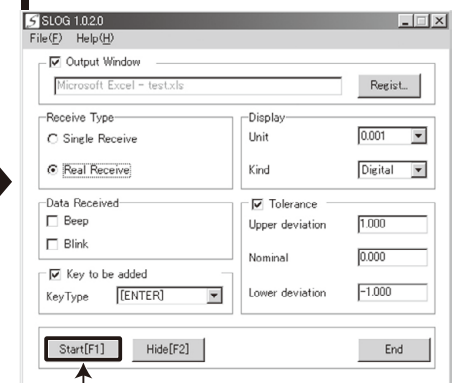 SLOG 1.0.2.0
File(F) Help(H)
Output Window
Microsoft Excel - test.xls
Regist...
Receive Type
Single Receive
Real Receive
Display
Unit 0.001
Kind Digital
Data Received
Beep
Blink
Tolerance
Upper deviation 1.000
Nominal 0.000
Lower deviation -1.000
Key to be added
KeyType [ENTER]
Start[F1] Hide[F2] End